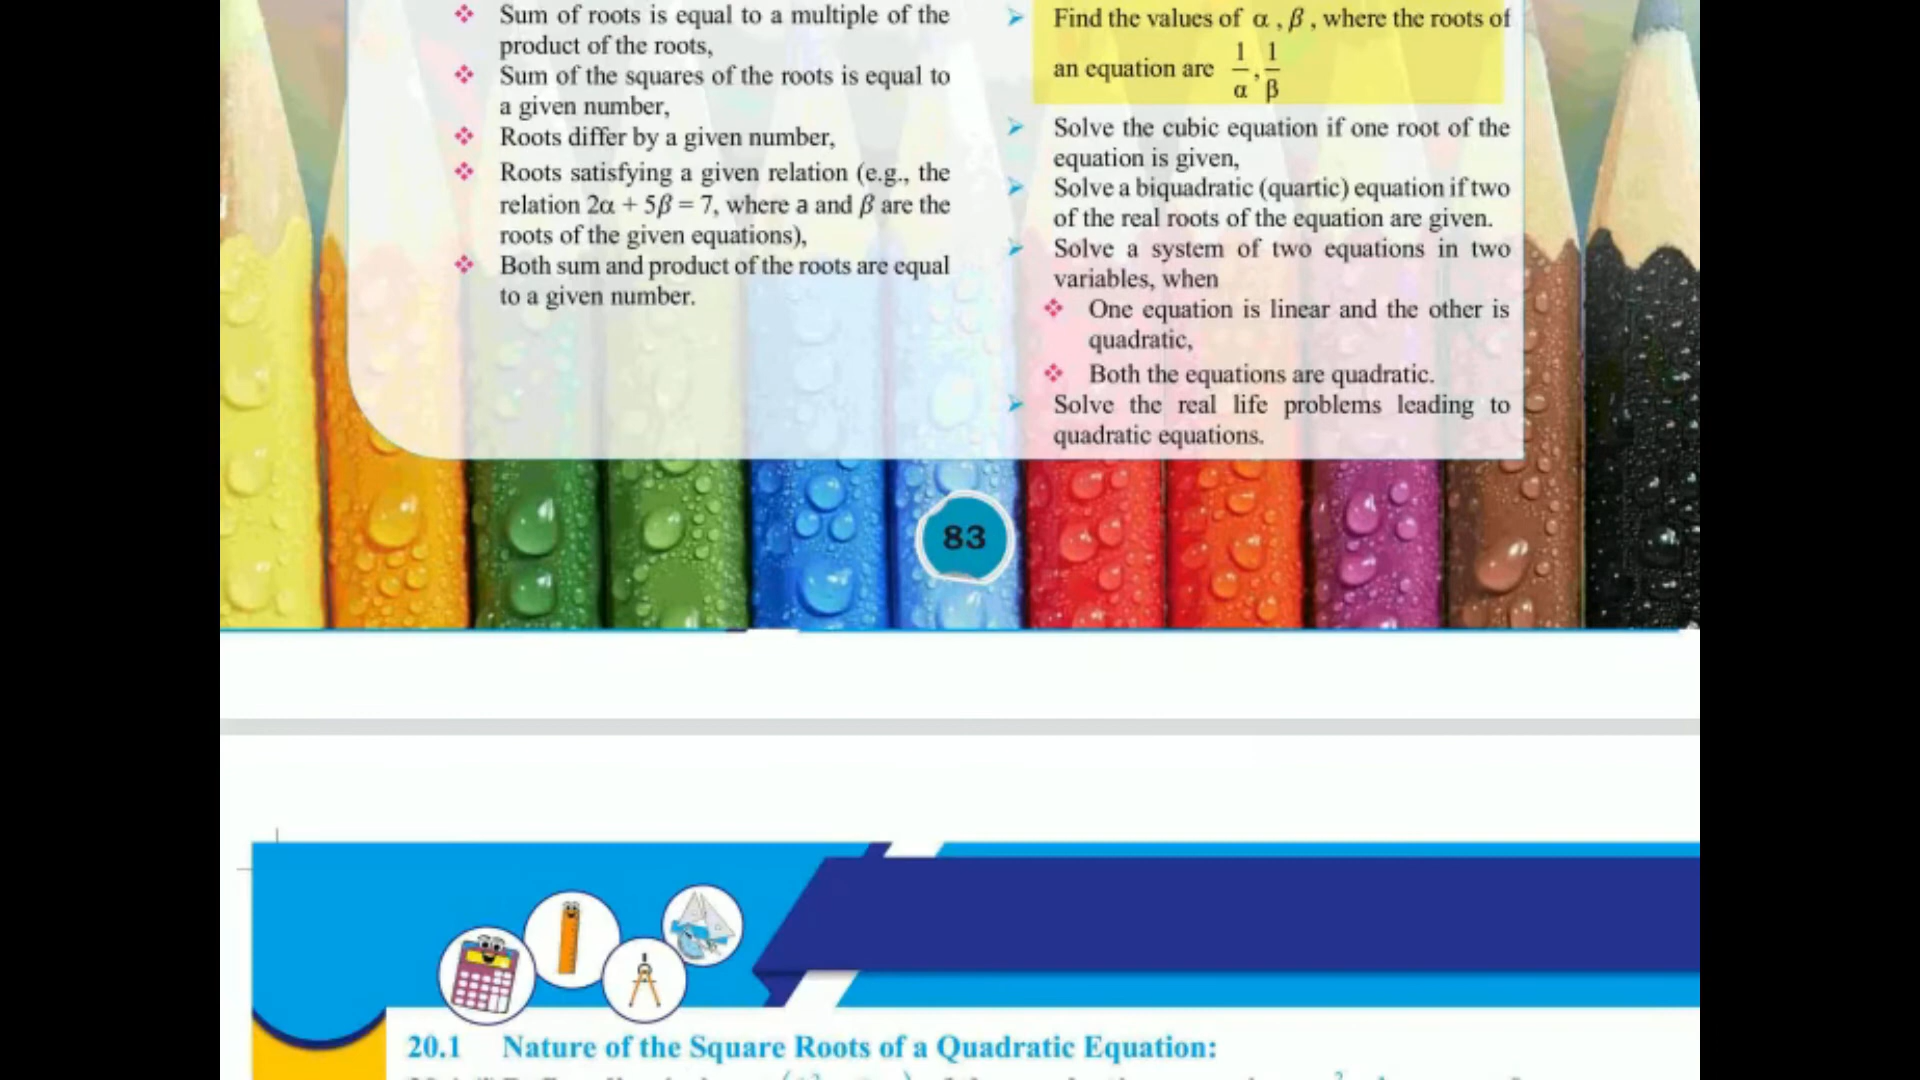 Sum of roots is equal to a multiple of the
product of the roots,
Sum of the squares of the roots is equal to
a given number,
Roots differ by a given number,
Roots satisfying a given relation (e.g., the
relation 2α + 5β = 7, where a and β are the
roots of the given equations),
Both sum and product of the roots are equal
to a given number.
Find the values of α , β , where the roots of
an equation are 1/α , 1/β
Solve the cubic equation if one root of the
equation is given,
Solve a biquadratic (quartic) equation if two
of the real roots of the equation are given.
Solve a system of two equations in two
variables, when
One equation is linear and the other is
quadratic,
Both the equations are quadratic.
Solve the real life problems leading to
quadratic equations.
83
20.1 Nature of the Square Roots of a Quadratic Equation: